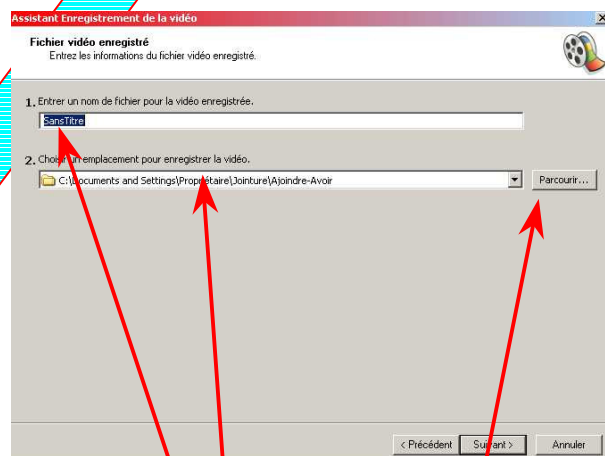 Assistant Enregistrement de la vidéo
Fichier vidéo enregistré
Entrez les informations du fichier vidéo enregistré.
1. Entrer un nom de fichier pour la vidéo enregistrée.
SansTitre
2. Choisir un emplacement pour enregistrer la vidéo.
C:\Documents and Settings\Propriétaire\Jointure\Ajoindre-Avoir
Parcourir...
< Précédent Suivant > Annuler